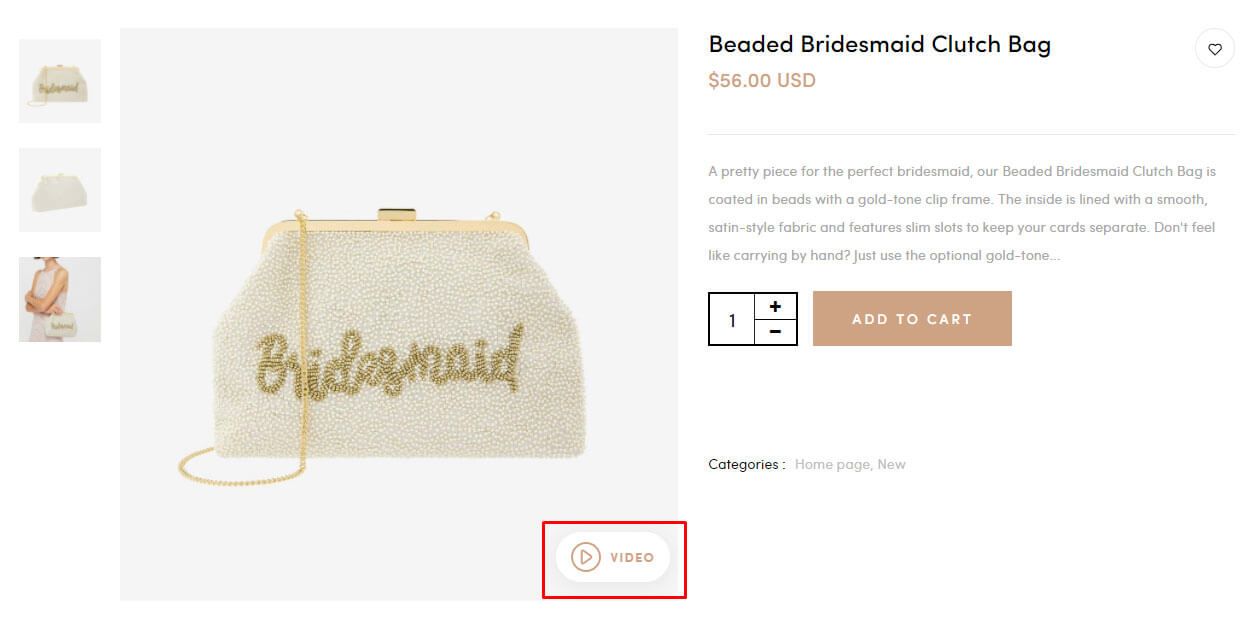 Bridesmaid
VIDEO
Beaded Bridesmaid Clutch Bag
$56.00 USD
A pretty piece for the perfect bridesmaid, our Beaded Bridesmaid Clutch Bag is
coated in beads with a gold-tone clip frame. The inside is lined with a smooth,
satin-style fabric and features slim slots to keep your cards separate. Don't feel
like carrying by hand? Just use the optional gold-tone...
1 + −
ADD TO CART
Categories : Home page, New